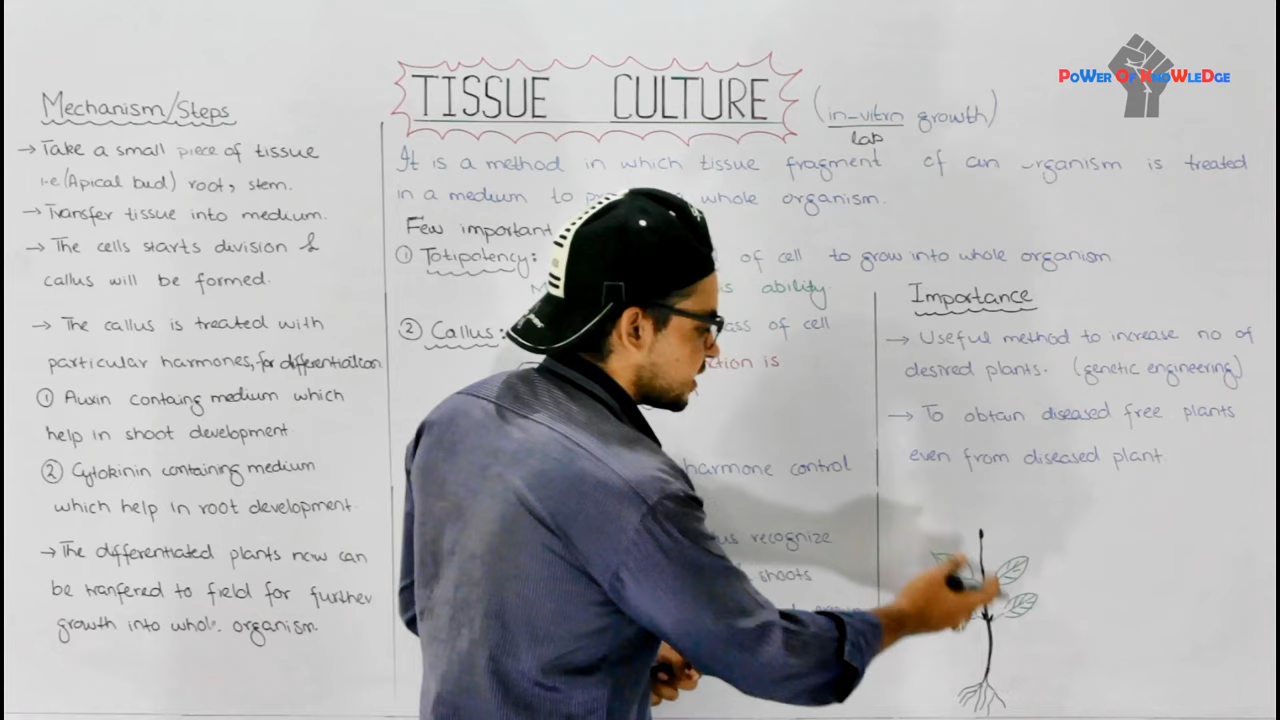 PoWer Of KnoWleDge
TISSUE CULTURE
(in-vitro growth)
lab
Mechanism/Steps
→ Take a small piece of tissue
i.e (Apical bud) root, stem.
→ Transfer tissue into medium.
→ The cells starts division &
callus will be formed.
→ The callus is treated with
particular harmones, for differentiation
① Auxin containg medium which
help in shoot development
② Cytokinin containing medium
which help in root development.
→ The differentiated plants now can
be tranferred to field for further
growth into whole organism.
It is a method in which tissue fragment of an organism is treated
in a medium to whole organism.
Few important
① Totipotency: of cell to grow into whole organism
is ability.
② Callus: of cell
is
harmone control
recognize
shoots
Importance
→ Useful method to increase no of
desired plants. (genetic engineering)
→ To obtain diseased free plants
even from diseased plant